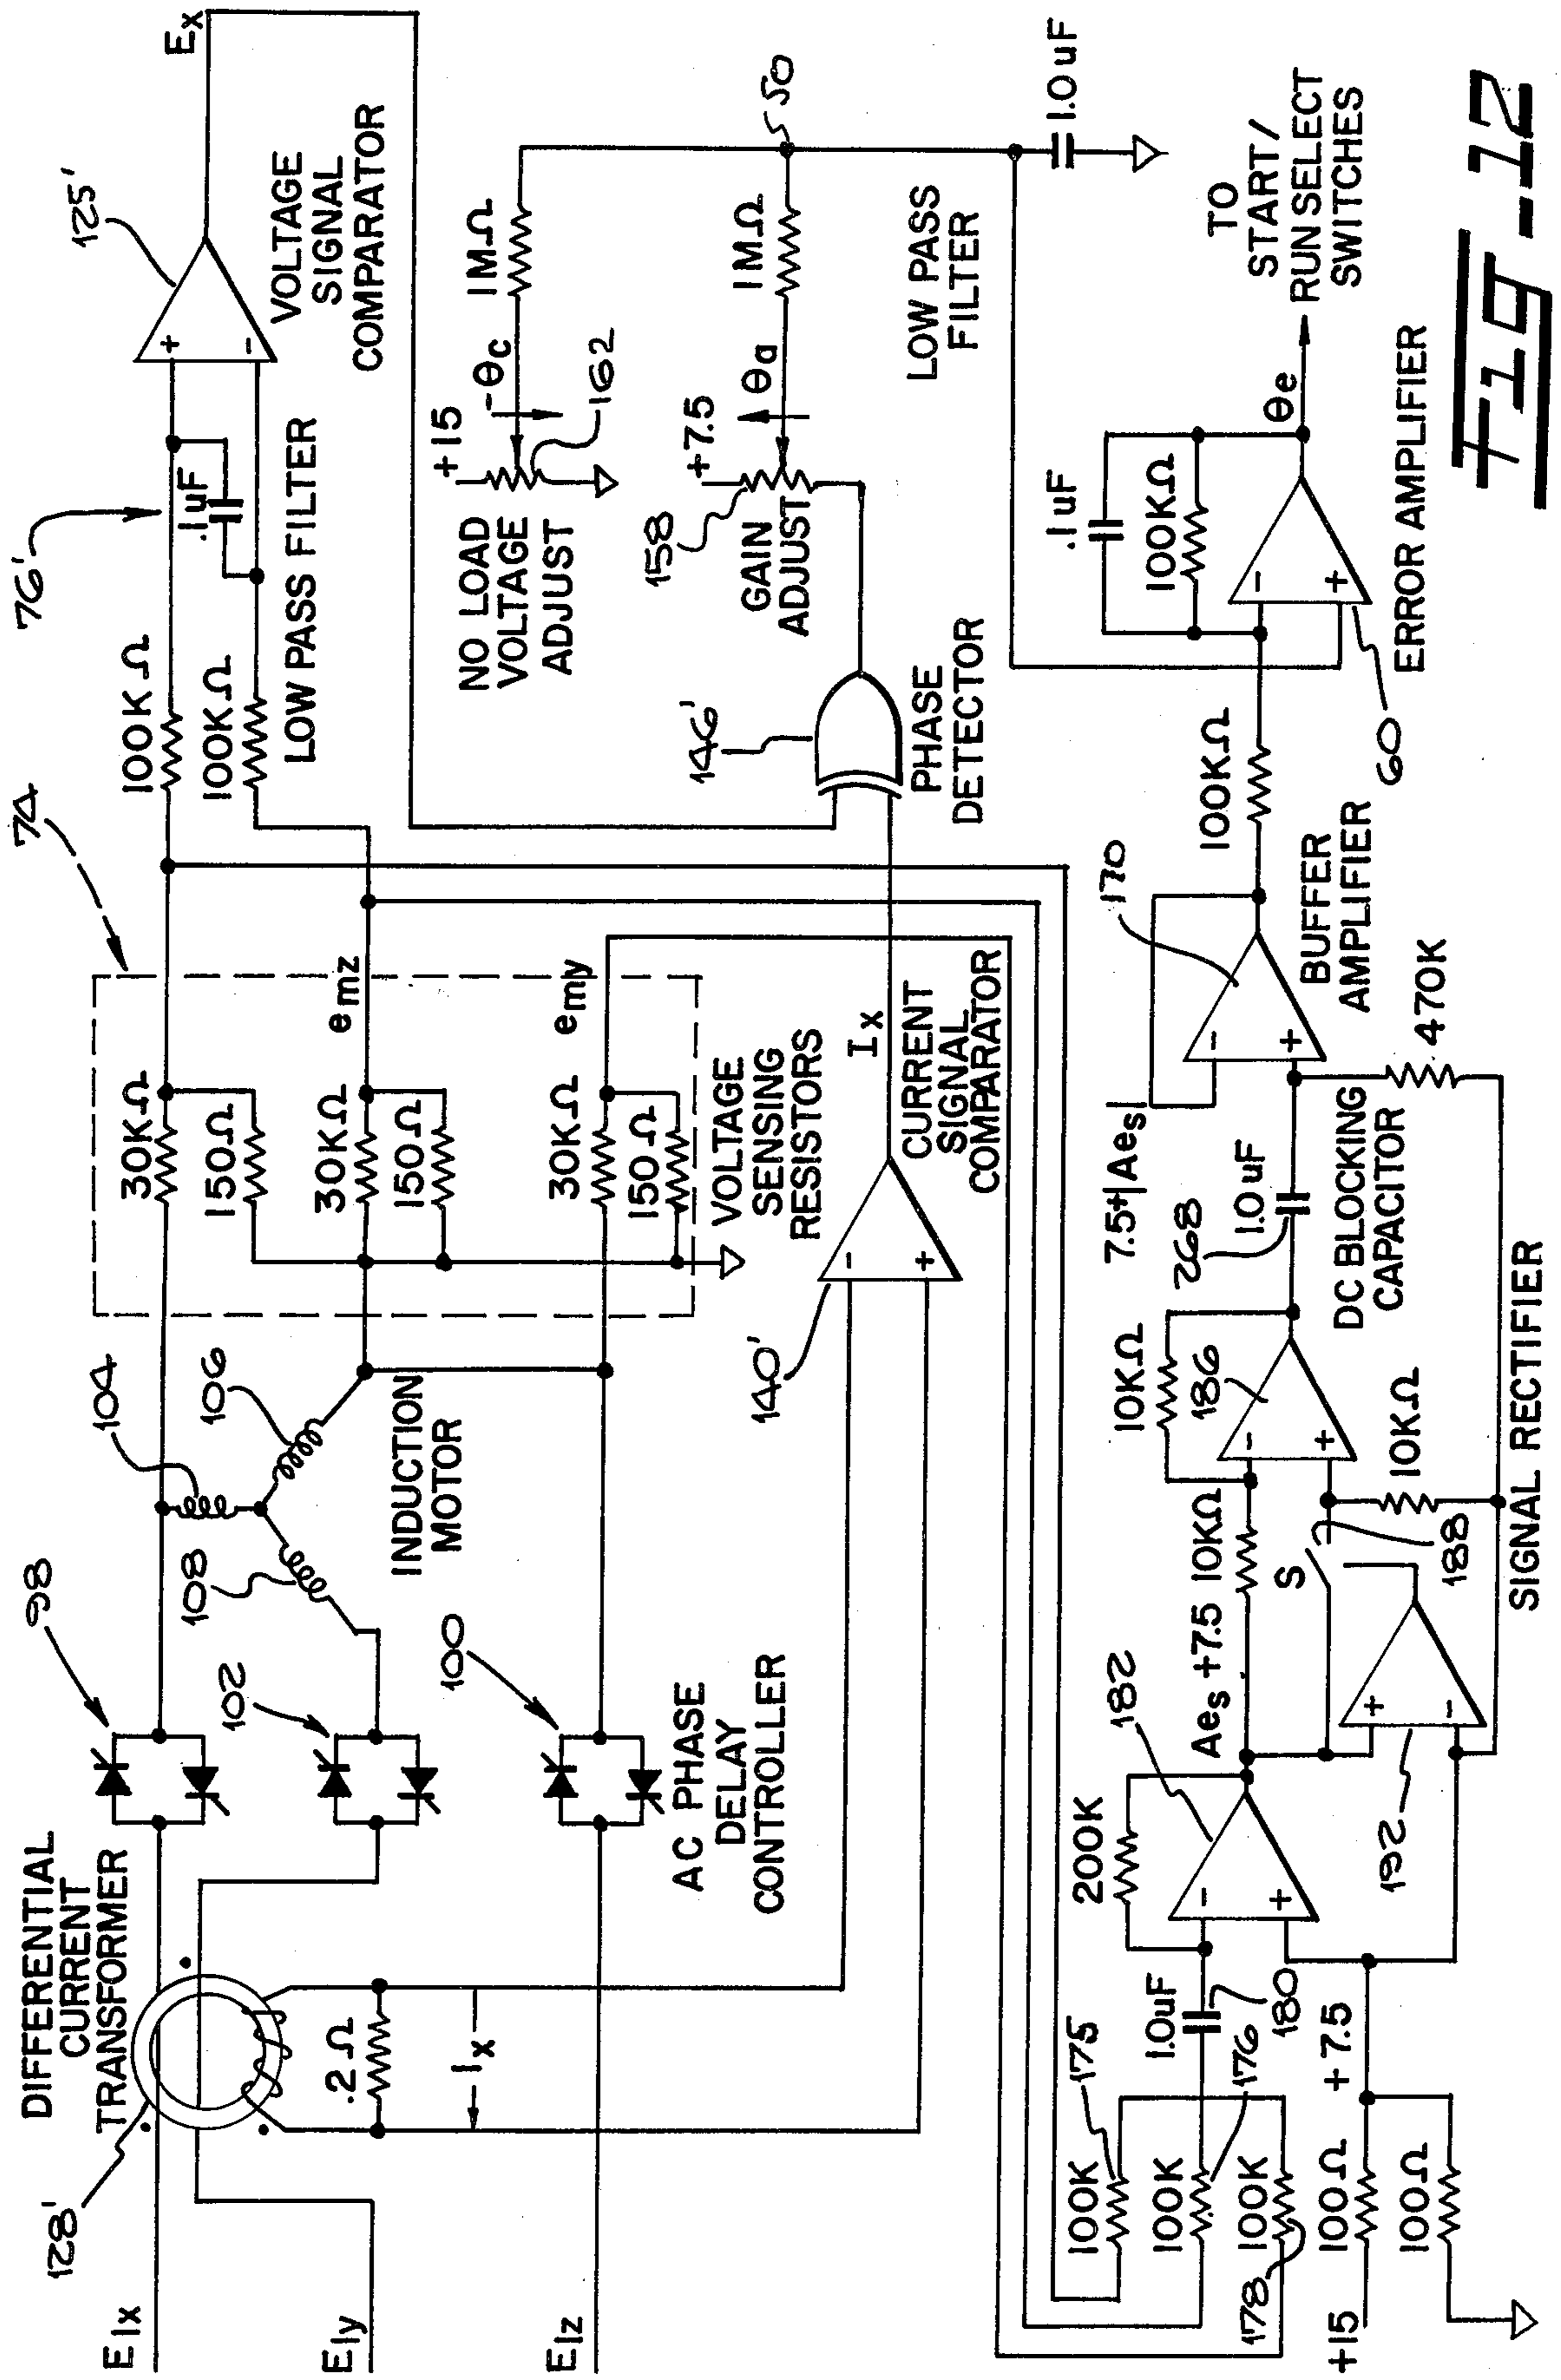 Fig-12
E1x
E1y
E1z
128'
DIFFERENTIAL
CURRENT
TRANSFORMER
.2Ω
Ix
98
102
100
AC PHASE
DELAY
CONTROLLER
104
106
108
INDUCTION
MOTOR
74
30KΩ
150Ω
30KΩ
150Ω
30KΩ
150Ω
emz
emy
VOLTAGE
SENSING
RESISTORS
76'
100KΩ
100KΩ
.1uF
LOW PASS FILTER
125'
+
-
VOLTAGE
SIGNAL
COMPARATOR
Ex
140'
-
+
Ix
CURRENT
SIGNAL
COMPARATOR
146'
PHASE
DETECTOR
NO LOAD
VOLTAGE
ADJUST
+15
-θc
162
1MΩ
158
GAIN
ADJUST
+7.5
θa
1MΩ
50
LOW PASS
FILTER
1.0uF
175
100K
176
100K
178
100K
+15
100Ω
100Ω
+7.5
1.0uF
180
200K
182
-
+
Aes +7.5
10KΩ
192
+
-
S
188
10KΩ
10KΩ
186
-
+
SIGNAL RECTIFIER
268
1.0uF
DC BLOCKING
CAPACITOR
470K
7.5+|Aes|
170
-
+
BUFFER
AMPLIFIER
100KΩ
.1uF
100KΩ
-
+
60
ERROR AMPLIFIER
θe
TO
START/
RUN SELECT
SWITCHES